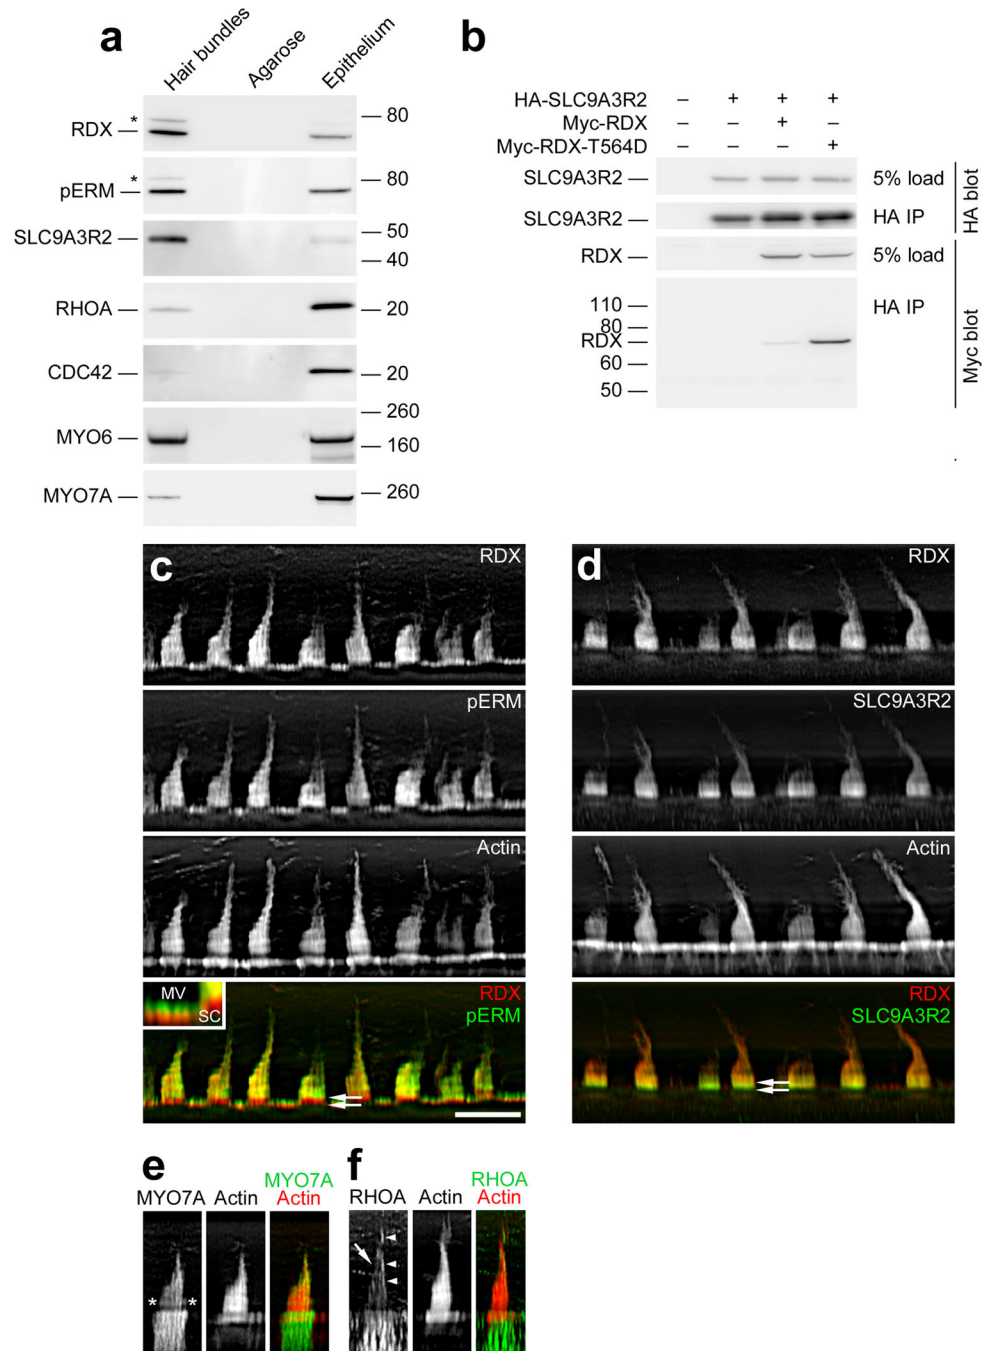 a
Hair bundles
Agarose
Epithelium
*
RDX
80
*
pERM
80
SLC9A3R2
50
40
RHOA
20
CDC42
20
MYO6
260
160
MYO7A
260
b
HA-SLC9A3R2 – + + +
Myc-RDX – – + –
Myc-RDX-T564D – – – +
SLC9A3R2 5% load
SLC9A3R2 HA IP
HA blot
RDX 5% load
110 HA IP
80
RDX
60
50
Myc blot
c
RDX
pERM
Actin
MV
SC
RDX
pERM
d
RDX
SLC9A3R2
Actin
RDX
SLC9A3R2
e
MYO7A
MYO7A Actin Actin
* *
f
RHOA
RHOA Actin Actin